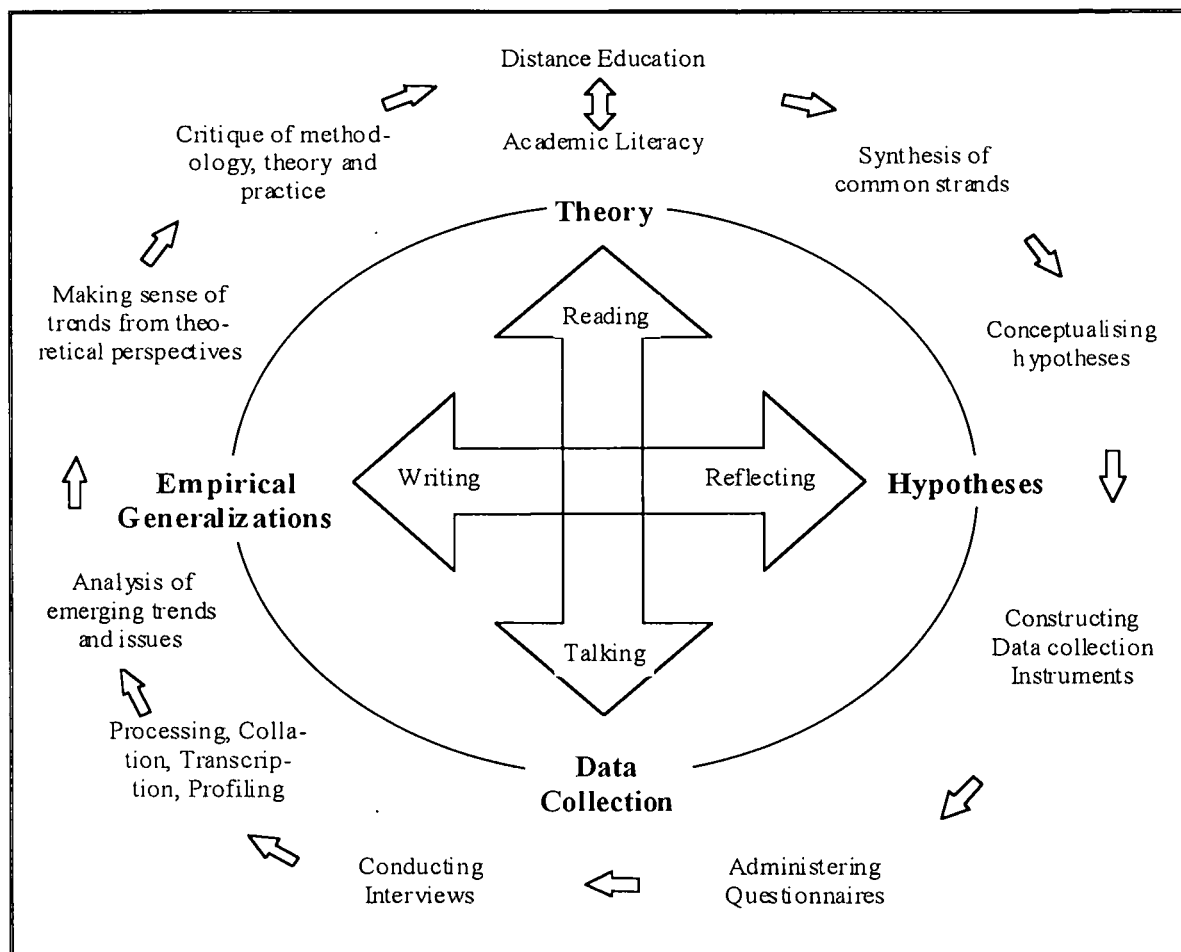 Distance Education
Academic Literacy
Critique of method-
ology, theory and
practice
Synthesis of
common strands
Theory
Making sense of
trends from theo-
retical perspectives
Reading
Conceptualising
hypotheses
Writing
Reflecting
Empirical
Generalizations
Hypotheses
Analysis of
emerging trends
and issues
Constructing
Data collection
Instruments
Talking
Processing, Colla-
tion, Transcrip-
tion, Profiling
Data
Collection
Conducting
Interviews
Administering
Questionnaires